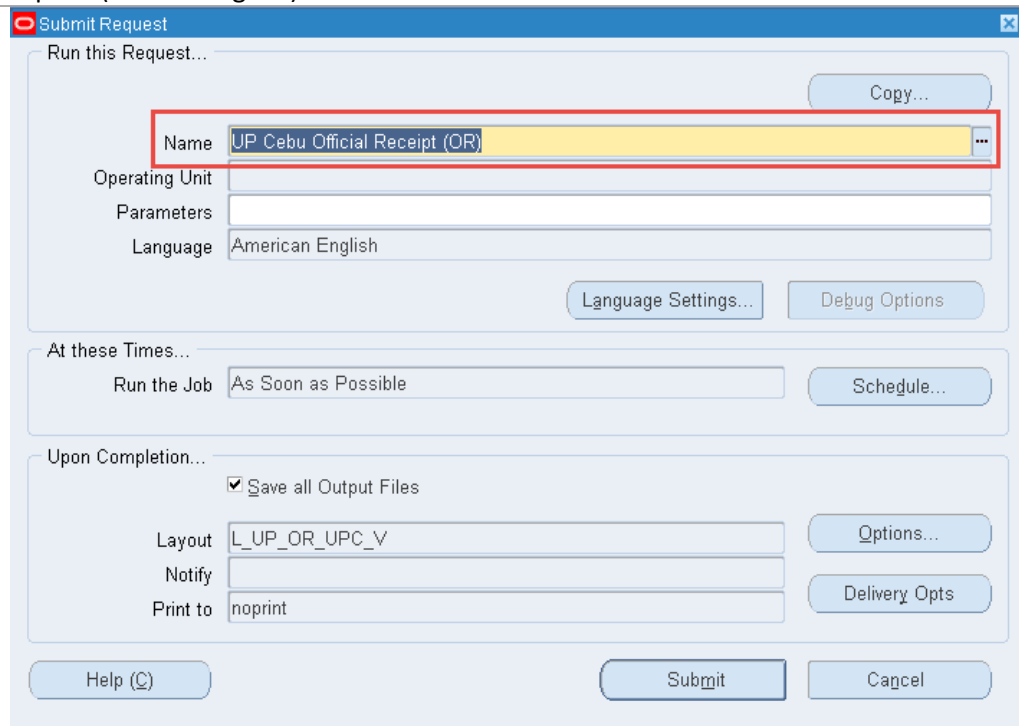 Submit Request
Run this Request...
Copy...
Name UP Cebu Official Receipt (OR)
Operating Unit
Parameters
Language American English
Language Settings... Debug Options
At these Times...
Run the Job As Soon as Possible Schedule...
Upon Completion...
Save all Output Files
Layout L_UP_OR_UPC_V Options...
Notify
Delivery Opts
Print to noprint
Help (C) Submit Cancel